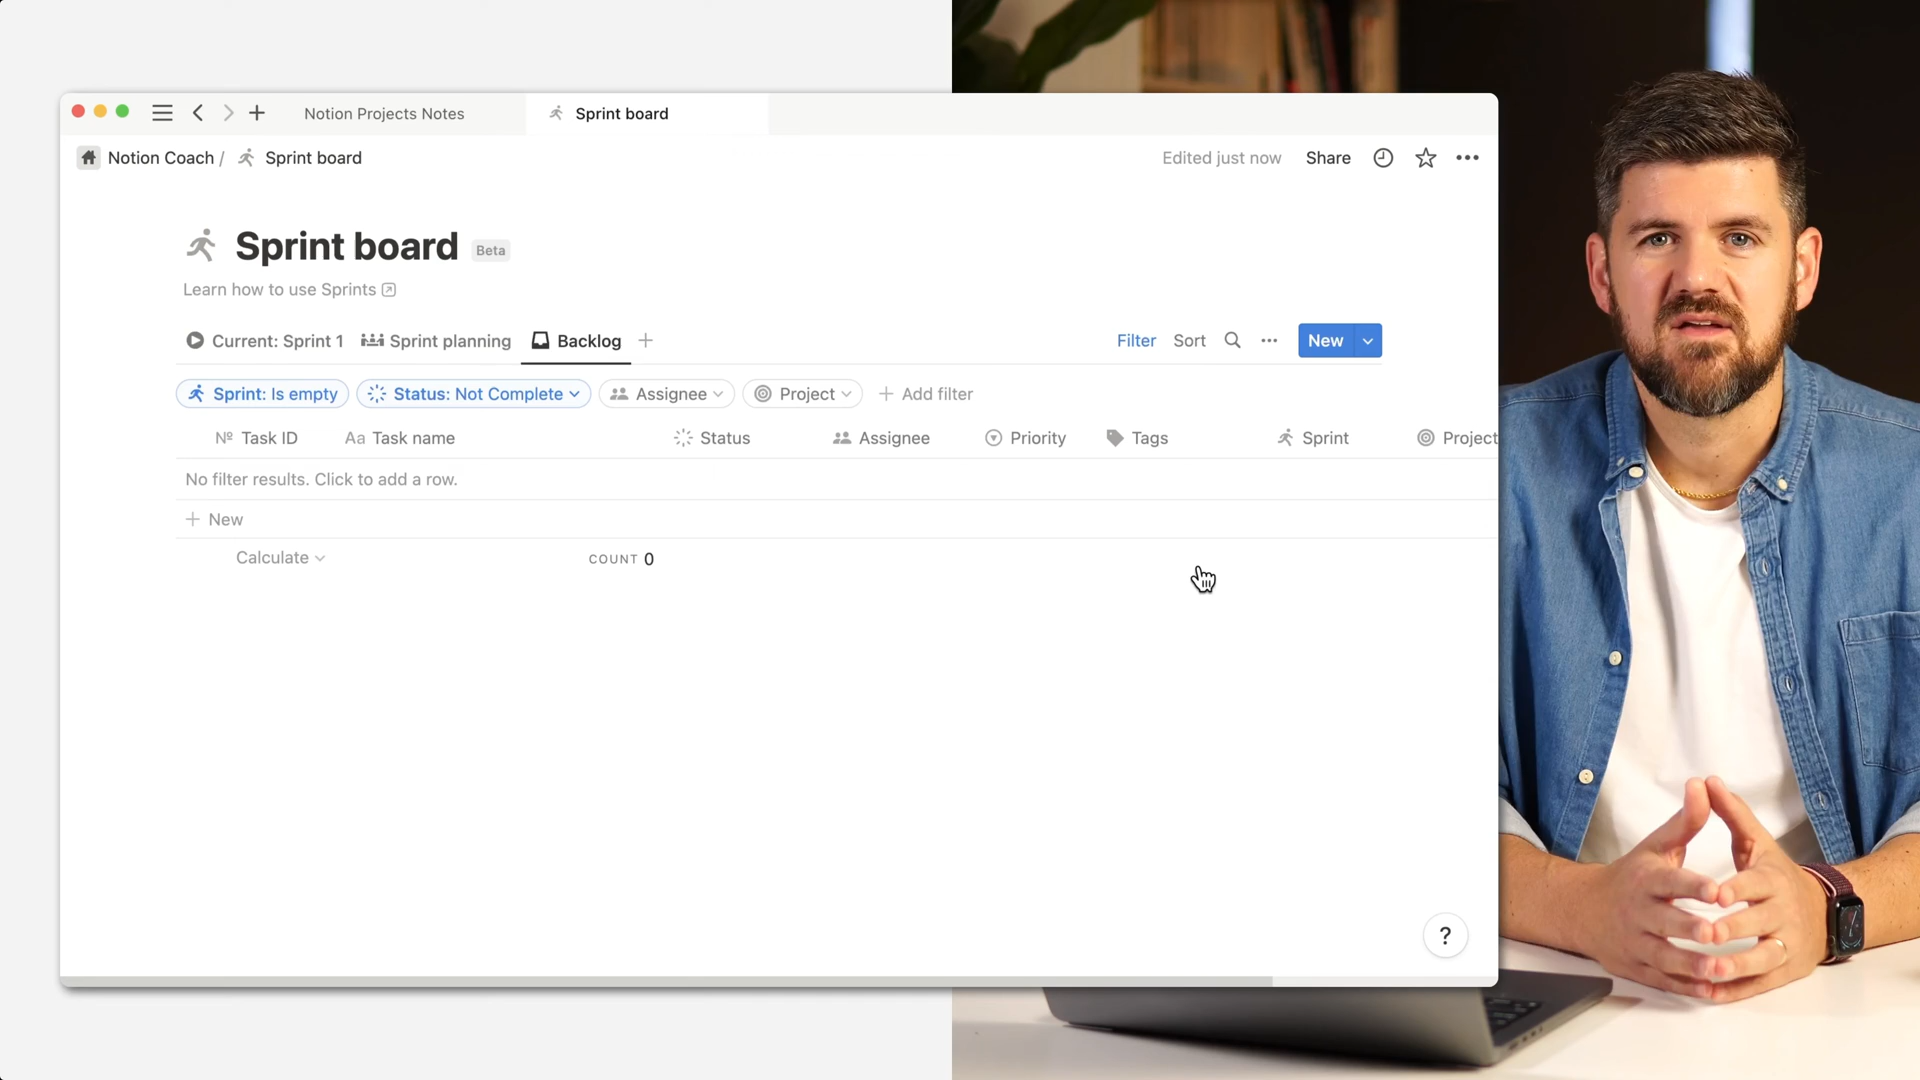 Notion Projects Notes
Sprint board
Notion Coach / Sprint board
Edited just now
Share
Sprint board Beta
Learn how to use Sprints
Current: Sprint 1
Sprint planning
Backlog
Filter
Sort
New
Sprint: Is empty
Status: Not Complete
Assignee
Project
Add filter
Nº Task ID
Aa Task name
Status
Assignee
Priority
Tags
Sprint
Project
No filter results. Click to add a row.
+ New
Calculate
COUNT 0
?